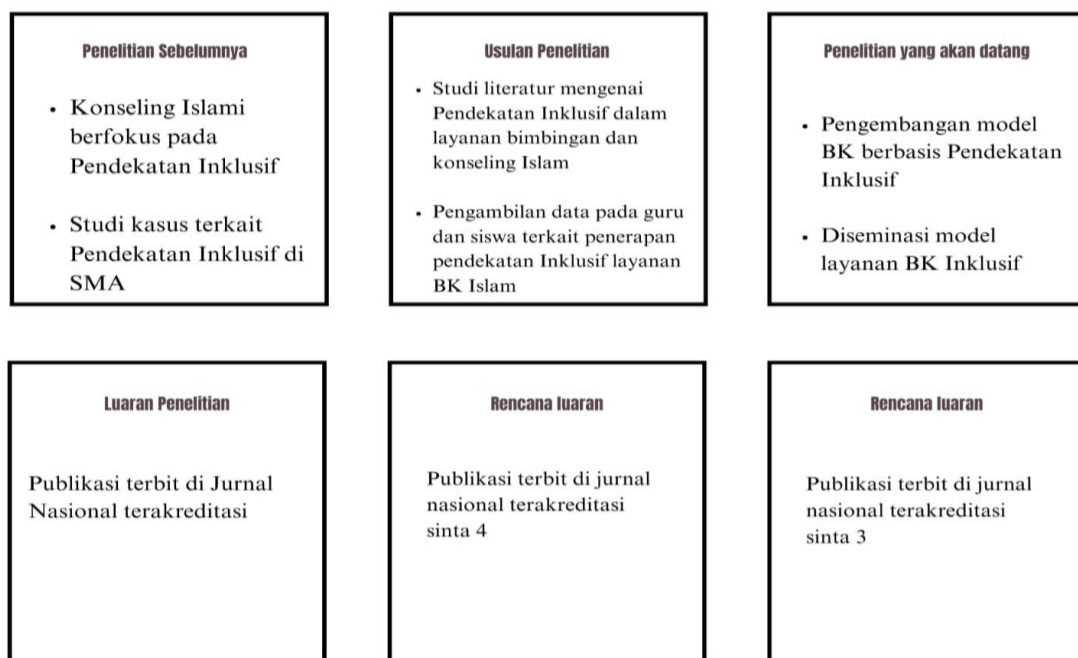 Penelitian Sebelumnya
• Konseling Islami
berfokus pada
Pendekatan Inklusif
• Studi kasus terkait
Pendekatan Inklusif di
SMA
Usulan Penelitian
• Studi literatur mengenai
Pendekatan Inklusif dalam
layanan bimbingan dan
konseling Islam
• Pengambilan data pada guru
dan siswa terkait penerapan
pendekatan Inklusif layanan
BK Islam
Penelitian yang akan datang
• Pengembangan model
BK berbasis Pendekatan
Inklusif
• Diseminasi model
layanan BK Inklusif
Luaran Penelitian
Publikasi terbit di Jurnal
Nasional terakreditasi
Rencana luaran
Publikasi terbit di jurnal
nasional terakreditasi
sinta 4
Rencana luaran
Publikasi terbit di jurnal
nasional terakreditasi
sinta 3